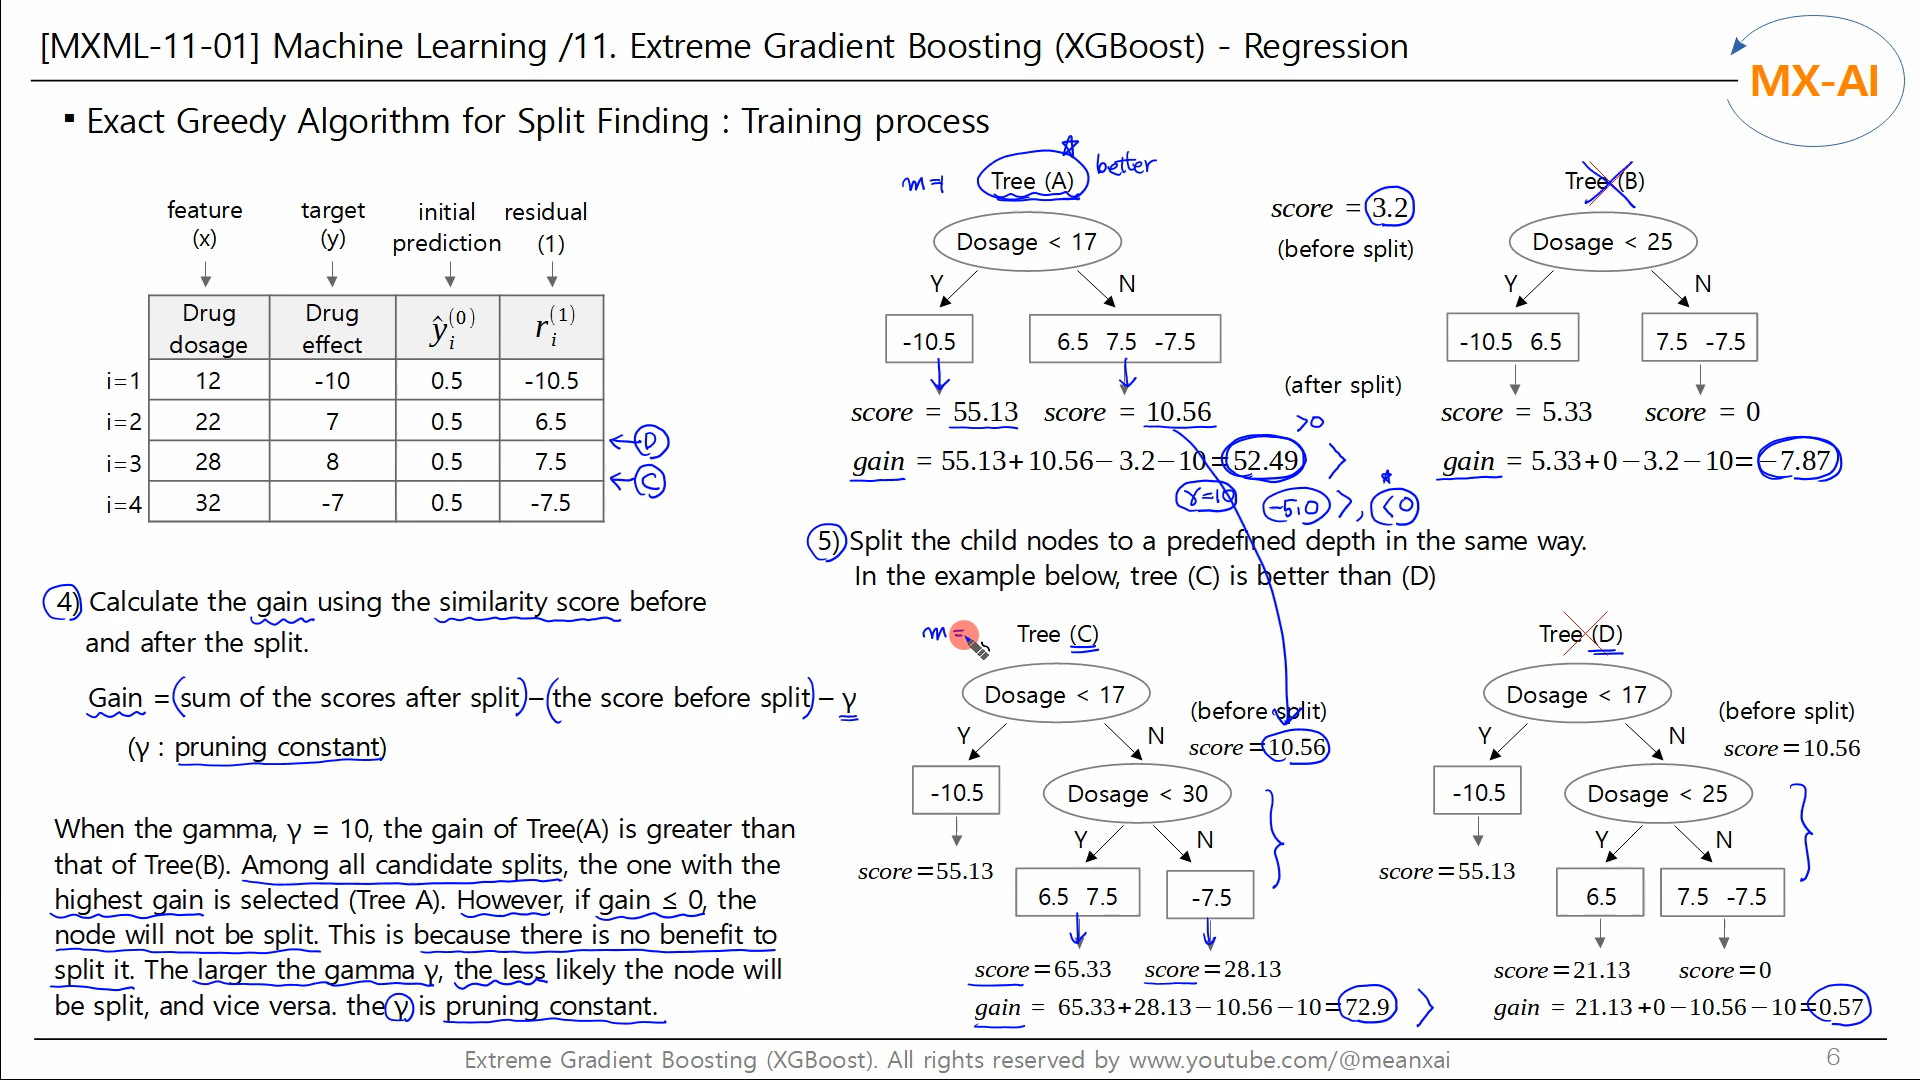 [MXML-11-01] Machine Learning /11. Extreme Gradient Boosting (XGBoost) - Regression
MX-AI
▪ Exact Greedy Algorithm for Split Finding : Training process
feature (x)
target (y)
initial prediction
residual (1)
Drug dosage | Drug effect | ŷᵢ⁽⁰⁾ | rᵢ⁽¹⁾
i=1 12 -10 0.5 -10.5
i=2 22 7 0.5 6.5
i=3 28 8 0.5 7.5
i=4 32 -7 0.5 -7.5
← D
← C
4) Calculate the gain using the similarity score before
and after the split.
Gain = (sum of the scores after split) – (the score before split) – γ
(γ : pruning constant)
When the gamma, γ = 10, the gain of Tree(A) is greater than
that of Tree(B). Among all candidate splits, the one with the
highest gain is selected (Tree A). However, if gain ≤ 0, the
node will not be split. This is because there is no benefit to
split it. The larger the gamma γ, the less likely the node will
be split, and vice versa. the γ is pruning constant.
m=1
Tree (A)
better
Dosage < 17
Y N
-10.5
6.5 7.5 -7.5
score = 55.13 score = 10.56
gain = 55.13+10.56−3.2−10=52.49
score = 3.2
(before split)
(after split)
>0
>
γ=10
-5.0 >, <0
Tree (B)
Dosage < 25
Y N
-10.5 6.5
7.5 -7.5
score = 5.33 score = 0
gain = 5.33+0−3.2−10=−7.87
5) Split the child nodes to a predefined depth in the same way.
In the example below, tree (C) is better than (D)
m=
Tree (C)
Dosage < 17
(before split)
Y N
score=10.56
-10.5
Dosage < 30
Y N
score=55.13
6.5 7.5
-7.5
score=65.33 score=28.13
gain = 65.33+28.13−10.56−10=72.9
>
Tree (D)
Dosage < 17
(before split)
Y N
score=10.56
-10.5
Dosage < 25
Y N
score=55.13
6.5
7.5 -7.5
score=21.13 score=0
gain = 21.13+0−10.56−10=0.57
Extreme Gradient Boosting (XGBoost). All rights reserved by www.youtube.com/@meanxai
6